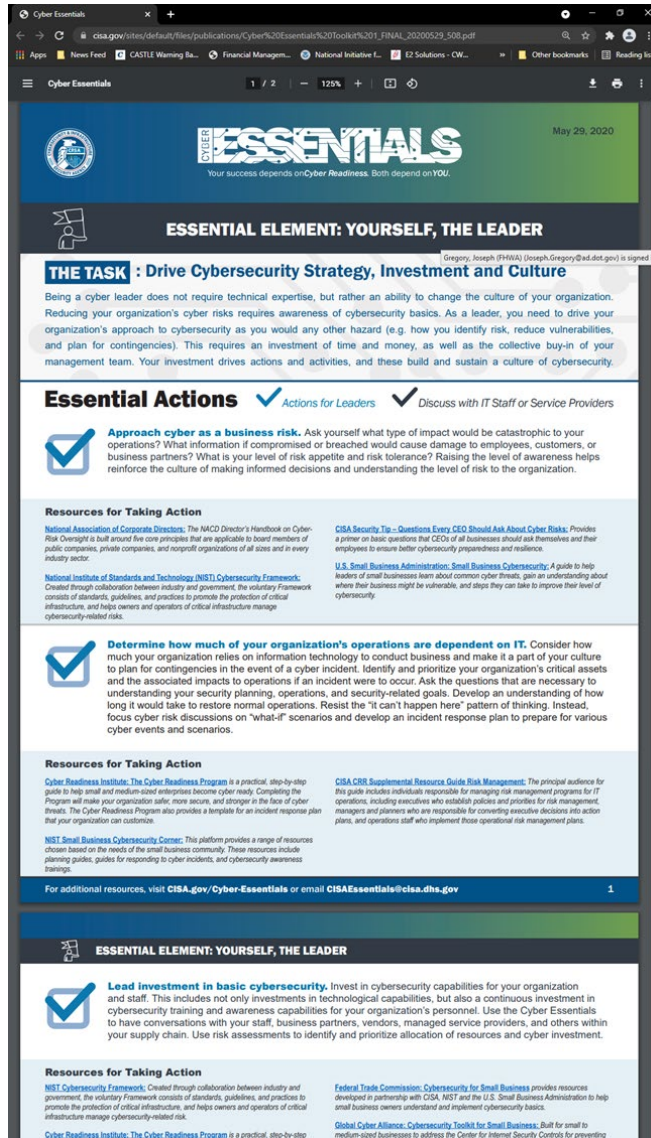 Cyber Essentials
cisa.gov/sites/default/files/publications/Cyber%20Essentials%20Toolkit%201_FINAL_20200529_508.pdf
Apps News Feed CASTLE Warning Ba... Financial Managem... National Initiative f... E2 Solutions - CW... » Other bookmarks Reading lis
Cyber Essentials 1 / 2 — 125% +
May 29, 2020
CYBER ESSENTIALS
Your success depends on Cyber Readiness. Both depend on YOU.
ESSENTIAL ELEMENT: YOURSELF, THE LEADER
Gregory, Joseph (FHWA) (Joseph.Gregory@ad.dot.gov) is signed
THE TASK : Drive Cybersecurity Strategy, Investment and Culture
Being a cyber leader does not require technical expertise, but rather an ability to change the culture of your organization.
Reducing your organization's cyber risks requires awareness of cybersecurity basics. As a leader, you need to drive your
organization's approach to cybersecurity as you would any other hazard (e.g. how you identify risk, reduce vulnerabilities,
and plan for contingencies). This requires an investment of time and money, as well as the collective buy-in of your
management team. Your investment drives actions and activities, and these build and sustain a culture of cybersecurity.
Essential Actions Actions for Leaders Discuss with IT Staff or Service Providers
Approach cyber as a business risk. Ask yourself what type of impact would be catastrophic to your
operations? What information if compromised or breached would cause damage to employees, customers, or
business partners? What is your level of risk appetite and risk tolerance? Raising the level of awareness helps
reinforce the culture of making informed decisions and understanding the level of risk to the organization.
Resources for Taking Action
National Association of Corporate Directors: The NACD Director's Handbook on Cyber-
Risk Oversight is built around five core principles that are applicable to board members of
public companies, private companies, and nonprofit organizations of all sizes and in every
industry sector.
National Institute of Standards and Technology (NIST) Cybersecurity Framework:
Created through collaboration between industry and government, the voluntary Framework
consists of standards, guidelines, and practices to promote the protection of critical
infrastructure, and helps owners and operators of critical infrastructure manage
cybersecurity-related risks.
CISA Security Tip – Questions Every CEO Should Ask About Cyber Risks: Provides
a primer on basic questions that CEOs of all businesses should ask themselves and their
employees to ensure better cybersecurity preparedness and resilience.
U.S. Small Business Administration: Small Business Cybersecurity: A guide to help
leaders of small businesses learn about common cyber threats, gain an understanding about
where their business might be vulnerable, and steps they can take to improve their level of
cybersecurity.
Determine how much of your organization's operations are dependent on IT. Consider how
much your organization relies on information technology to conduct business and make it a part of your culture
to plan for contingencies in the event of a cyber incident. Identify and prioritize your organization's critical assets
and the associated impacts to operations if an incident were to occur. Ask the questions that are necessary to
understanding your security planning, operations, and security-related goals. Develop an understanding of how
long it would take to restore normal operations. Resist the "it can't happen here" pattern of thinking. Instead,
focus cyber risk discussions on "what-if" scenarios and develop an incident response plan to prepare for various
cyber events and scenarios.
Resources for Taking Action
Cyber Readiness Institute: The Cyber Readiness Program is a practical, step-by-step
guide to help small and medium-sized enterprises become cyber ready. Completing the
Program will make your organization safer, more secure, and stronger in the face of cyber
threats. The Cyber Readiness Program also provides a template for an incident response plan
that your organization can customize.
NIST Small Business Cybersecurity Corner: This platform provides a range of resources
chosen based on the needs of the small business community. These resources include
planning guides, guides for responding to cyber incidents, and cybersecurity awareness
trainings.
CISA CRR Supplemental Resource Guide Risk Management: The principal audience for
this guide includes individuals responsible for managing risk management programs for IT
operations, including executives who establish policies and priorities for risk management,
managers and planners who are responsible for converting executive decisions into action
plans, and operations staff who implement those operational risk management plans.
For additional resources, visit CISA.gov/Cyber-Essentials or email CISAEssentials@cisa.dhs.gov 1
ESSENTIAL ELEMENT: YOURSELF, THE LEADER
Lead investment in basic cybersecurity. Invest in cybersecurity capabilities for your organization
and staff. This includes not only investments in technological capabilities, but also a continuous investment in
cybersecurity training and awareness capabilities for your organization's personnel. Use the Cyber Essentials
to have conversations with your staff, business partners, vendors, managed service providers, and others within
your supply chain. Use risk assessments to identify and prioritize allocation of resources and cyber investment.
Resources for Taking Action
NIST Cybersecurity Framework: Created through collaboration between industry and
government, the voluntary Framework consists of standards, guidelines, and practices to
promote the protection of critical infrastructure, and helps owners and operators of critical
infrastructure manage cybersecurity-related risk.
Cyber Readiness Institute: The Cyber Readiness Program is a practical, step-by-step
Federal Trade Commission: Cybersecurity for Small Business provides resources
developed in partnership with CISA, NIST and the U.S. Small Business Administration to help
small business owners understand and implement cybersecurity basics.
Global Cyber Alliance: Cybersecurity Toolkit for Small Business: Built for small to
medium-sized businesses to address the Center for Internet Security Controls for preventing